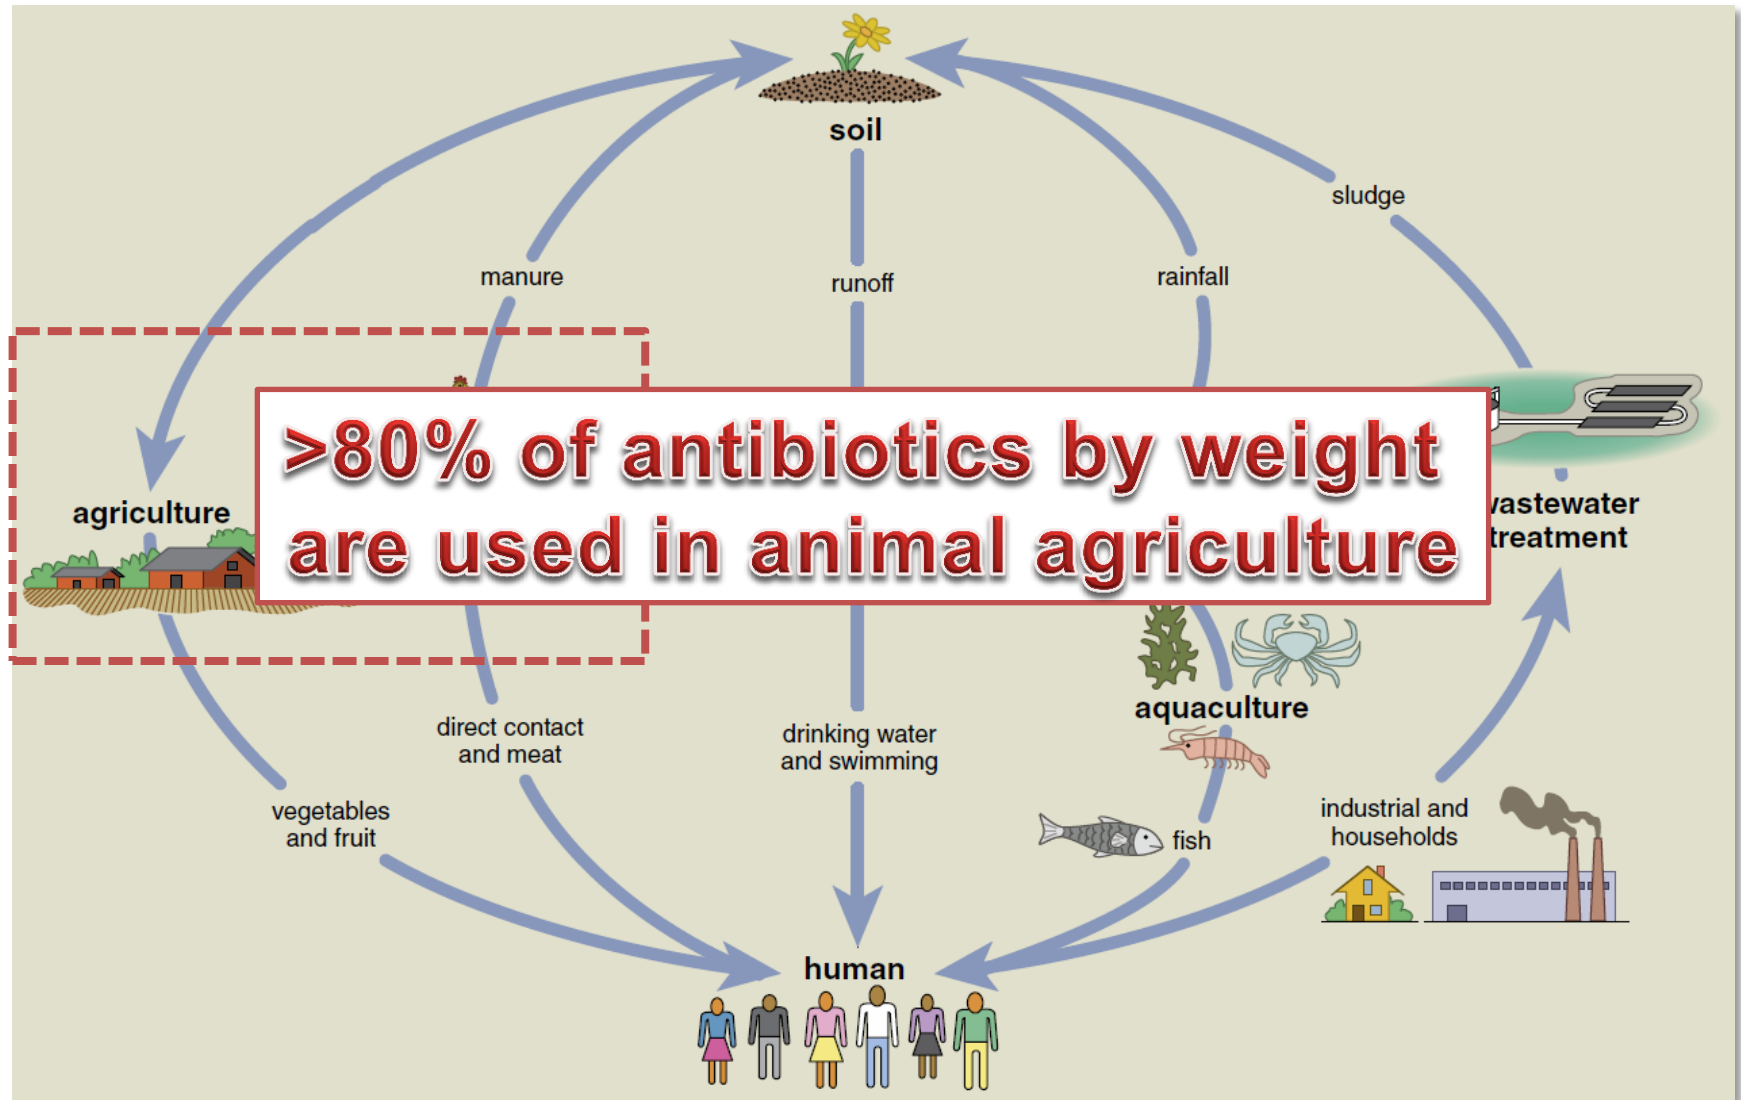 soil
sludge
manure
runoff
rainfall
>80% of antibiotics by weight
are used in animal agriculture
agriculture
wastewater
treatment
aquaculture
direct contact
and meat
drinking water
and swimming
vegetables
and fruit
industrial and
households
fish
human